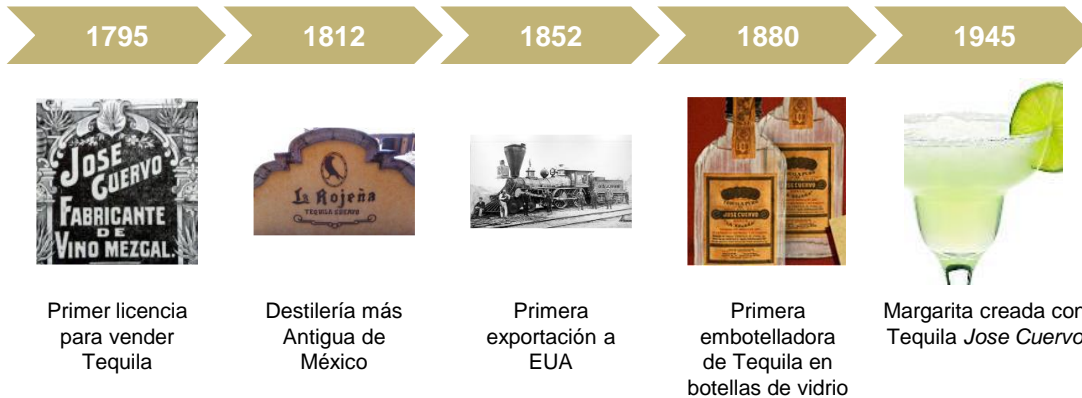 1795
1812
1852
1880
1945
JOSE
CUERVO
FABRICANTE
DE
VINO MEZCAL.
La Rojeña
TEQUILA CUERVO
JOSE CUERVO
Primer licencia
para vender
Tequila
Destilería más
Antigua de
México
Primera
exportación a
EUA
Primera
embotelladora
de Tequila en
botellas de vidrio
Margarita creada con
Tequila Jose Cuervo